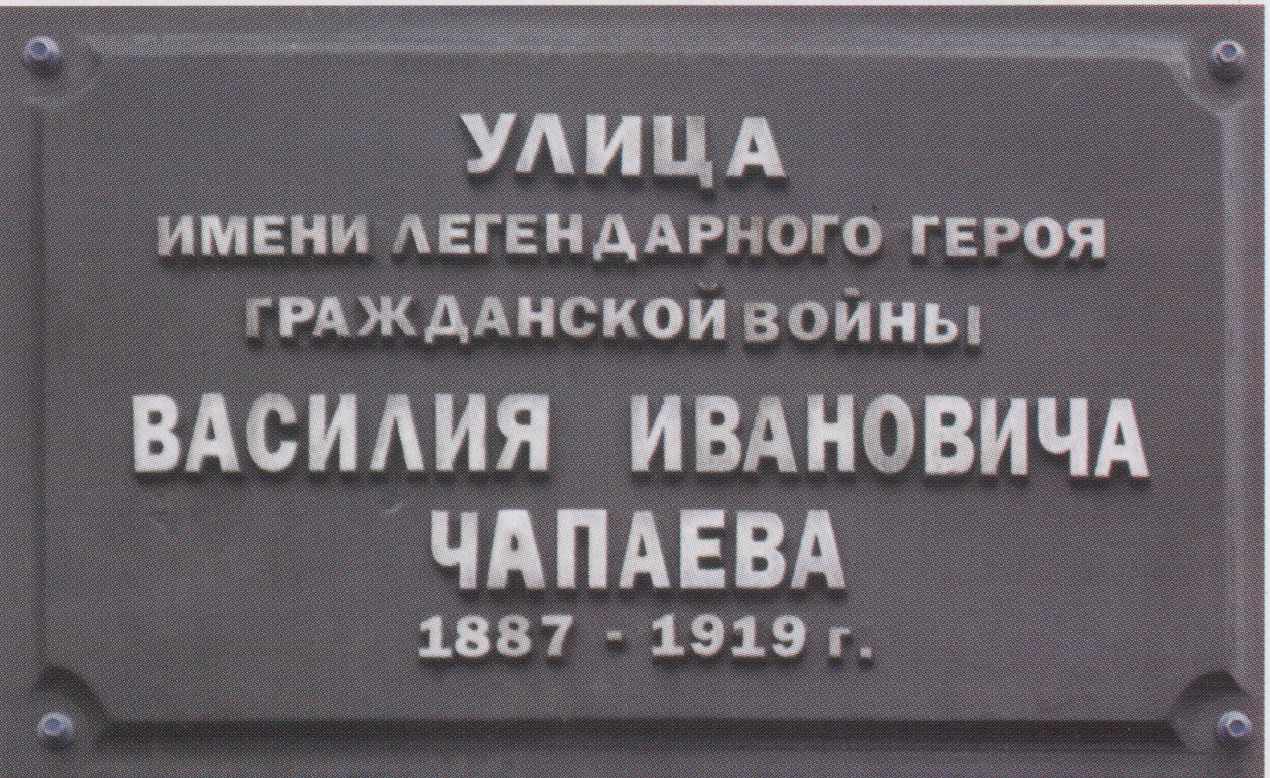 УЛИЦА
ИМЕНИ ЛЕГЕНДАРНОГО ГЕРОЯ
ГРАЖДАНСКОЙ ВОЙНЫ
ВАСИЛИЯ ИВАНОВИЧА
ЧАПАЕВА
1887 - 1919 г.